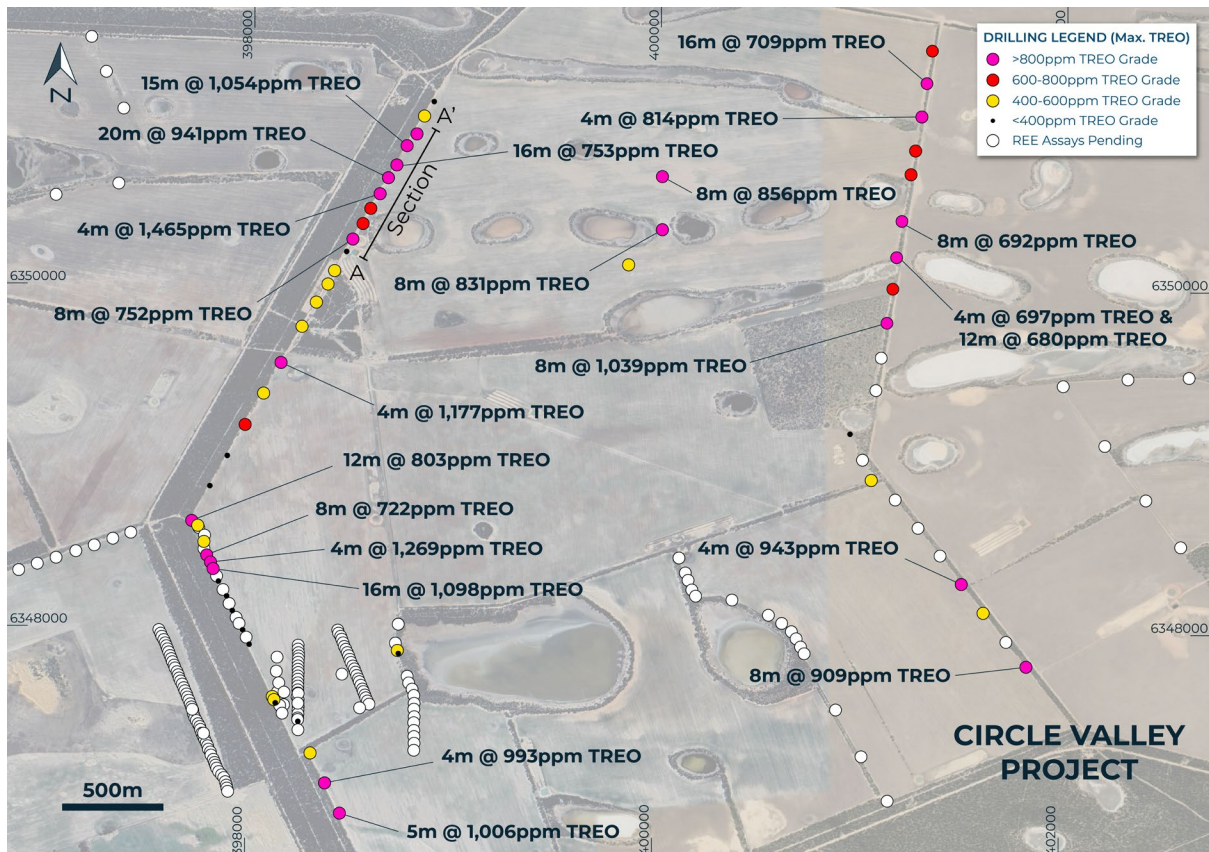 398000
400000
00
DRILLING LEGEND (Max. TREO)
>800ppm TREO Grade
600-800ppm TREO Grade
400-600ppm TREO Grade
<400ppm TREO Grade
REE Assays Pending
N
16m @ 709ppm TREO
15m @ 1,054ppm TREO
A'
4m @ 814ppm TREO
20m @ 941ppm TREO
16m @ 753ppm TREO
8m @ 856ppm TREO
Section
4m @ 1,465ppm TREO
8m @ 692ppm TREO
A
6350000
8m @ 831ppm TREO
6350000
8m @ 752ppm TREO
4m @ 697ppm TREO &
12m @ 680ppm TREO
8m @ 1,039ppm TREO
4m @ 1,177ppm TREO
12m @ 803ppm TREO
8m @ 722ppm TREO
4m @ 1,269ppm TREO
4m @ 943ppm TREO
16m @ 1,098ppm TREO
6348000
6348000
8m @ 909ppm TREO
CIRCLE VALLEY
PROJECT
4m @ 993ppm TREO
500m
5m @ 1,006ppm TREO
398000
400000
402000